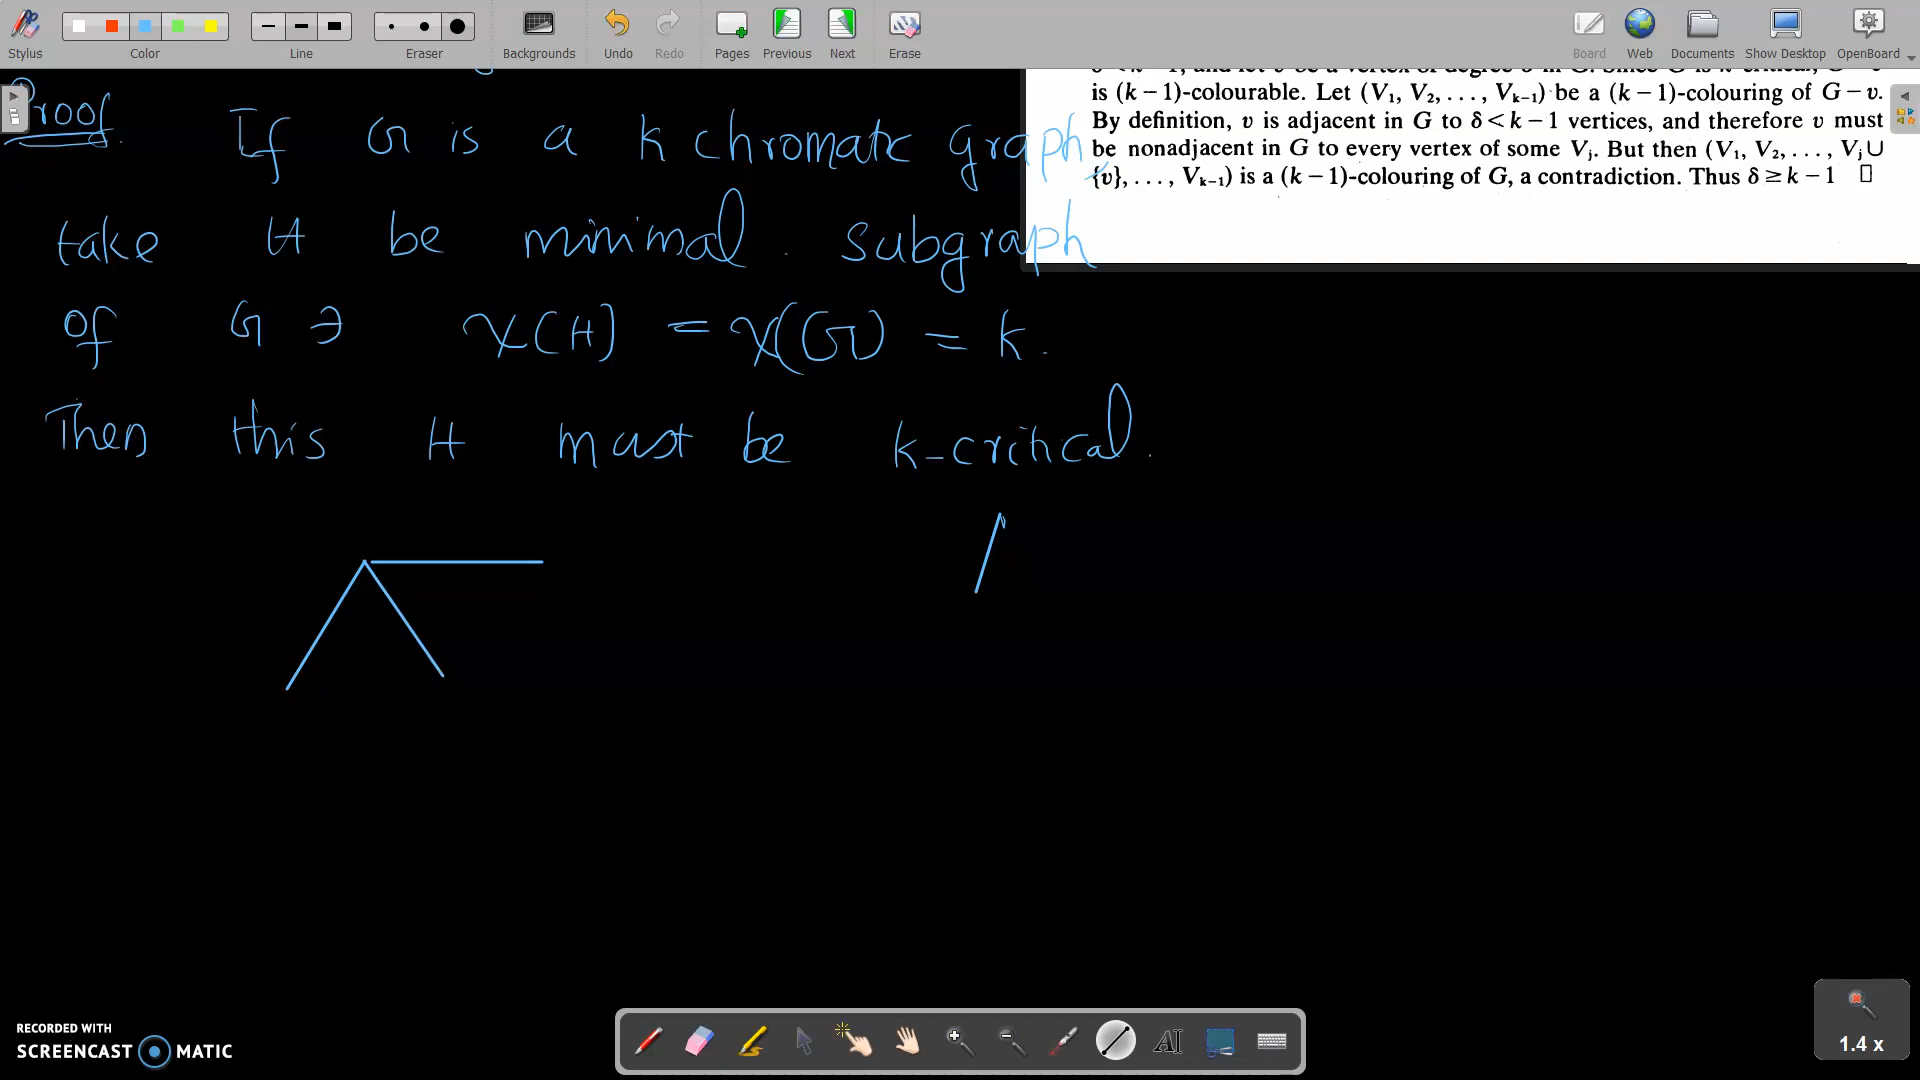 Stylus
Color
Line
Eraser
Backgrounds
Undo
Redo
Pages
Previous
Next
Erase
Board
Web
Documents
Show Desktop
OpenBoard
Proof.
If G is a k chromatic graph,
take H be minimal subgraph
of G ∋ χ(H) = χ(G) = k.
Then this H must be k-critical.
is (k − 1)-colourable. Let (V₁, V₂, . . . , Vₖ₋₁) be a (k − 1)-colouring of G − v.
By definition, v is adjacent in G to δ < k − 1 vertices, and therefore v must
be nonadjacent in G to every vertex of some Vⱼ. But then (V₁, V₂, . . . , Vⱼ ∪
{v}, . . . , Vₖ₋₁) is a (k − 1)-colouring of G, a contradiction. Thus δ ≥ k − 1 □
RECORDED WITH
SCREENCAST MATIC
AI
1.4 x